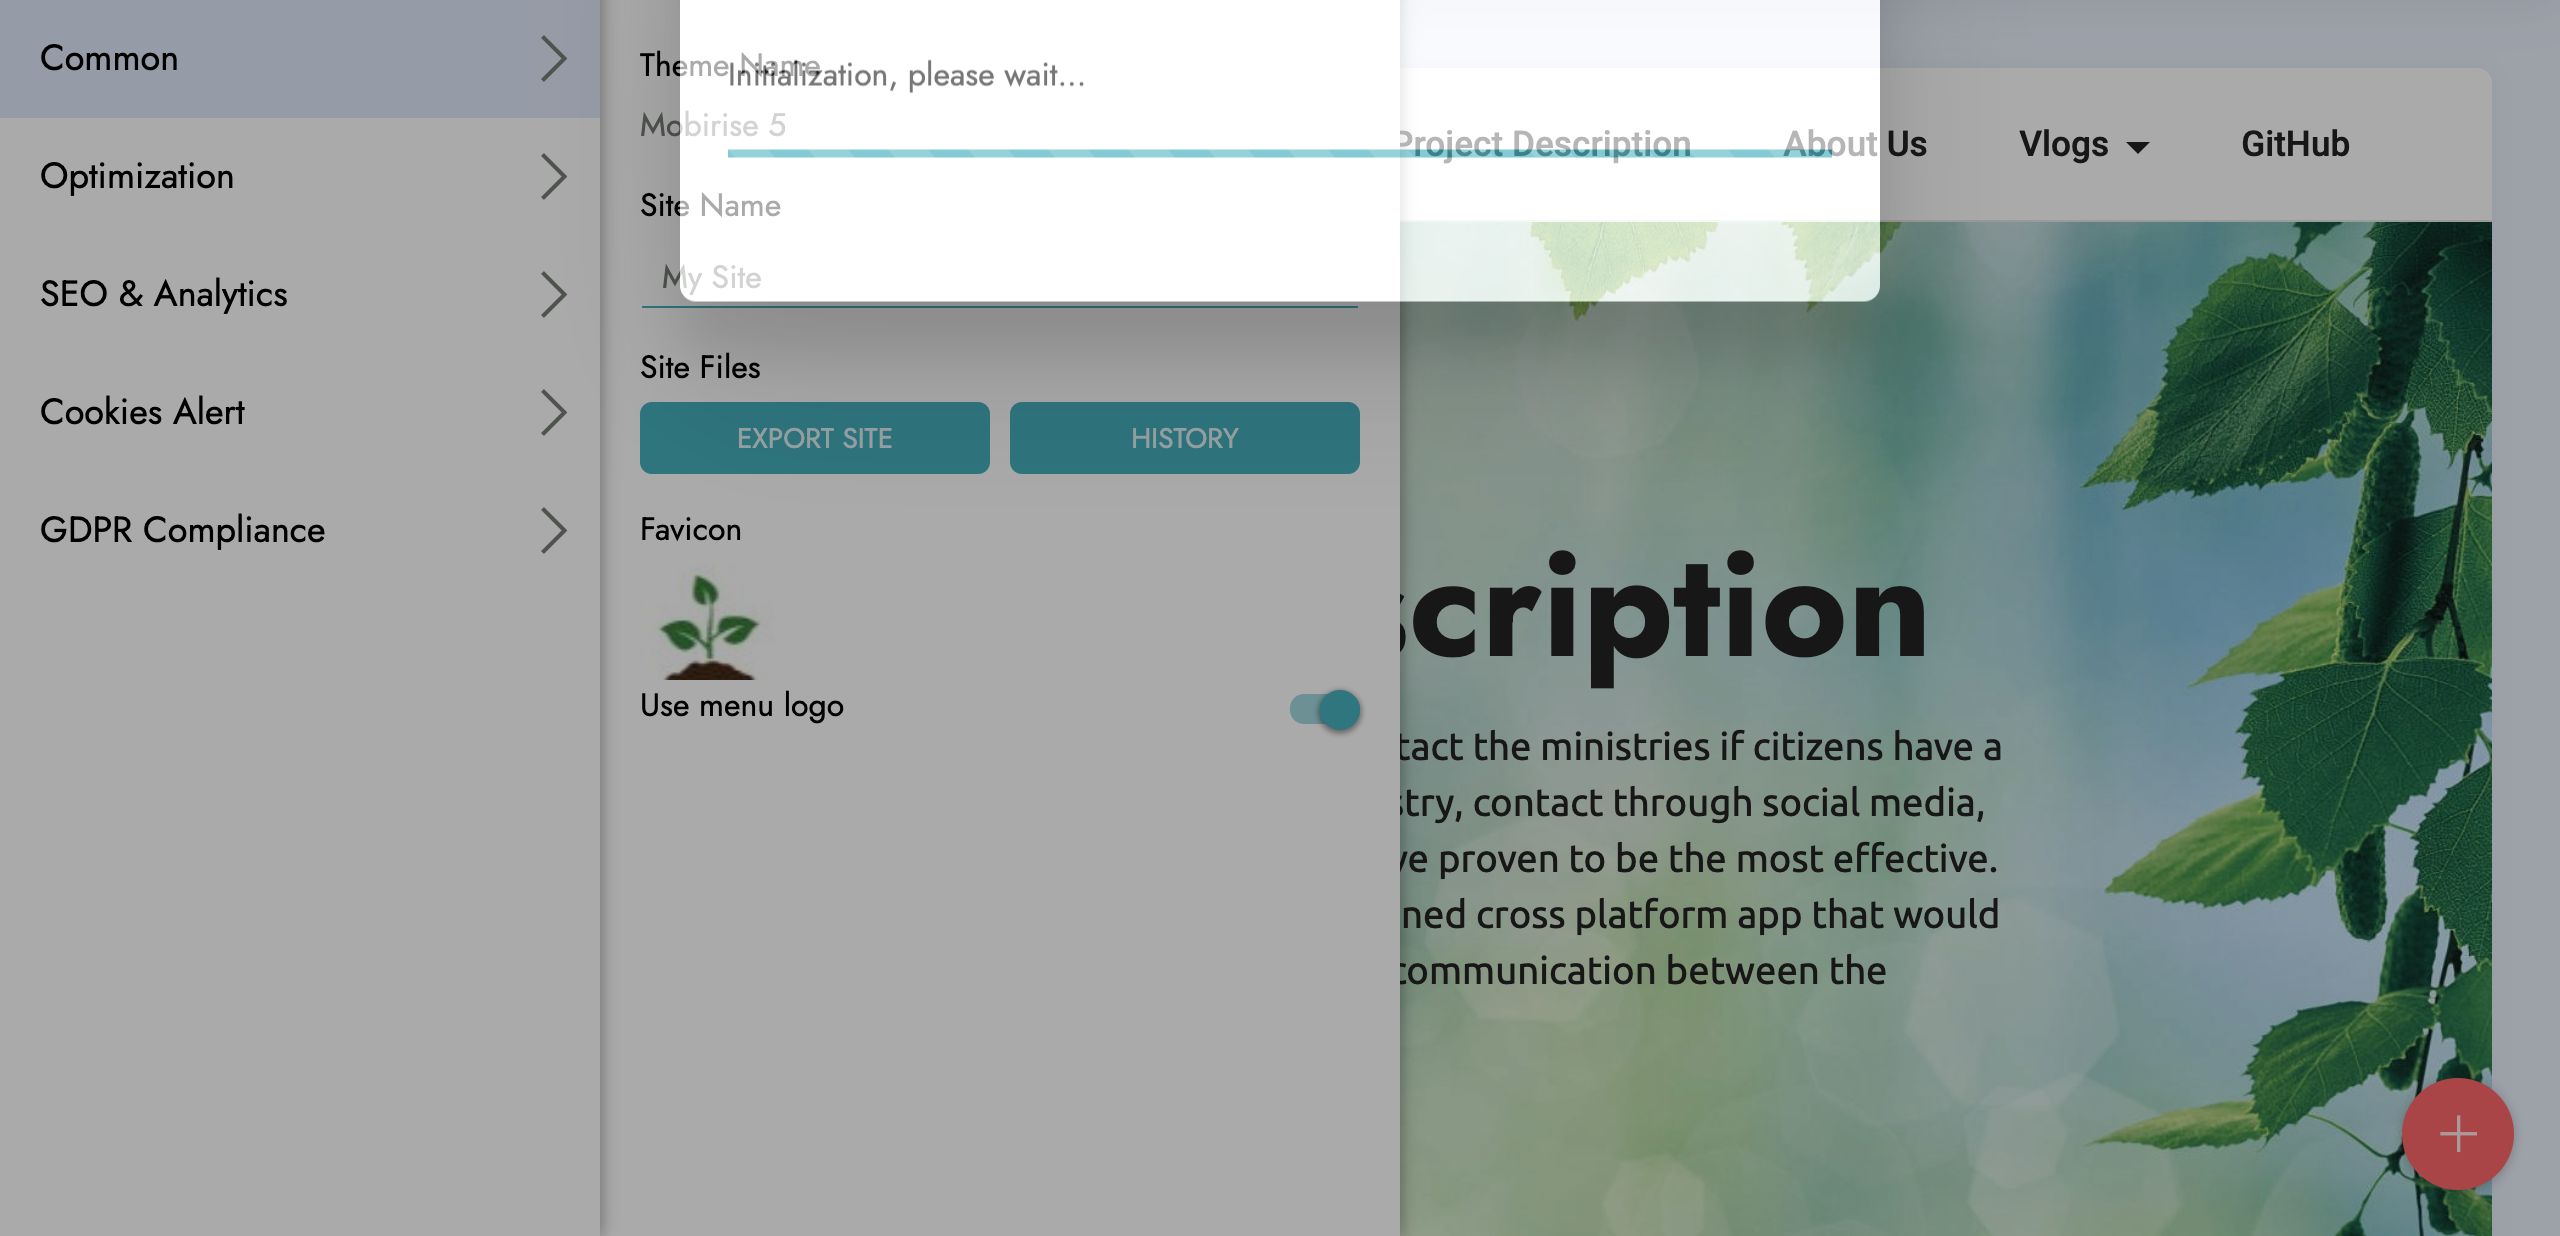 Common
Optimization
SEO & Analytics
Cookies Alert
GDPR Compliance
Theme Name
Initialization, please wait...
Mobirise 5
Site Name
My Site
Site Files
EXPORT SITE
HISTORY
Favicon
Use menu logo
Project Description
About Us
Vlogs
GitHub
scription
tact the ministries if citizens have a
stry, contact through social media,
ve proven to be the most effective.
ned cross platform app that would
communication between the